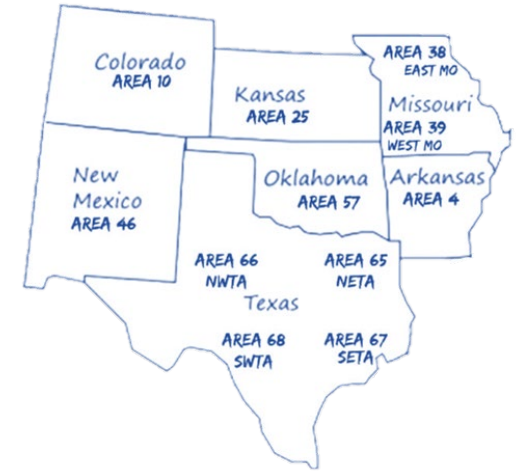 Colorado
AREA 10
Kansas
AREA 25
AREA 38
EAST MO
Missouri
AREA 39
WEST MO
New
Mexico
AREA 46
Oklahoma
AREA 57
Arkansas
AREA 4
AREA 66
NWTA
AREA 65
NETA
Texas
AREA 68
SWTA
AREA 67
SETA